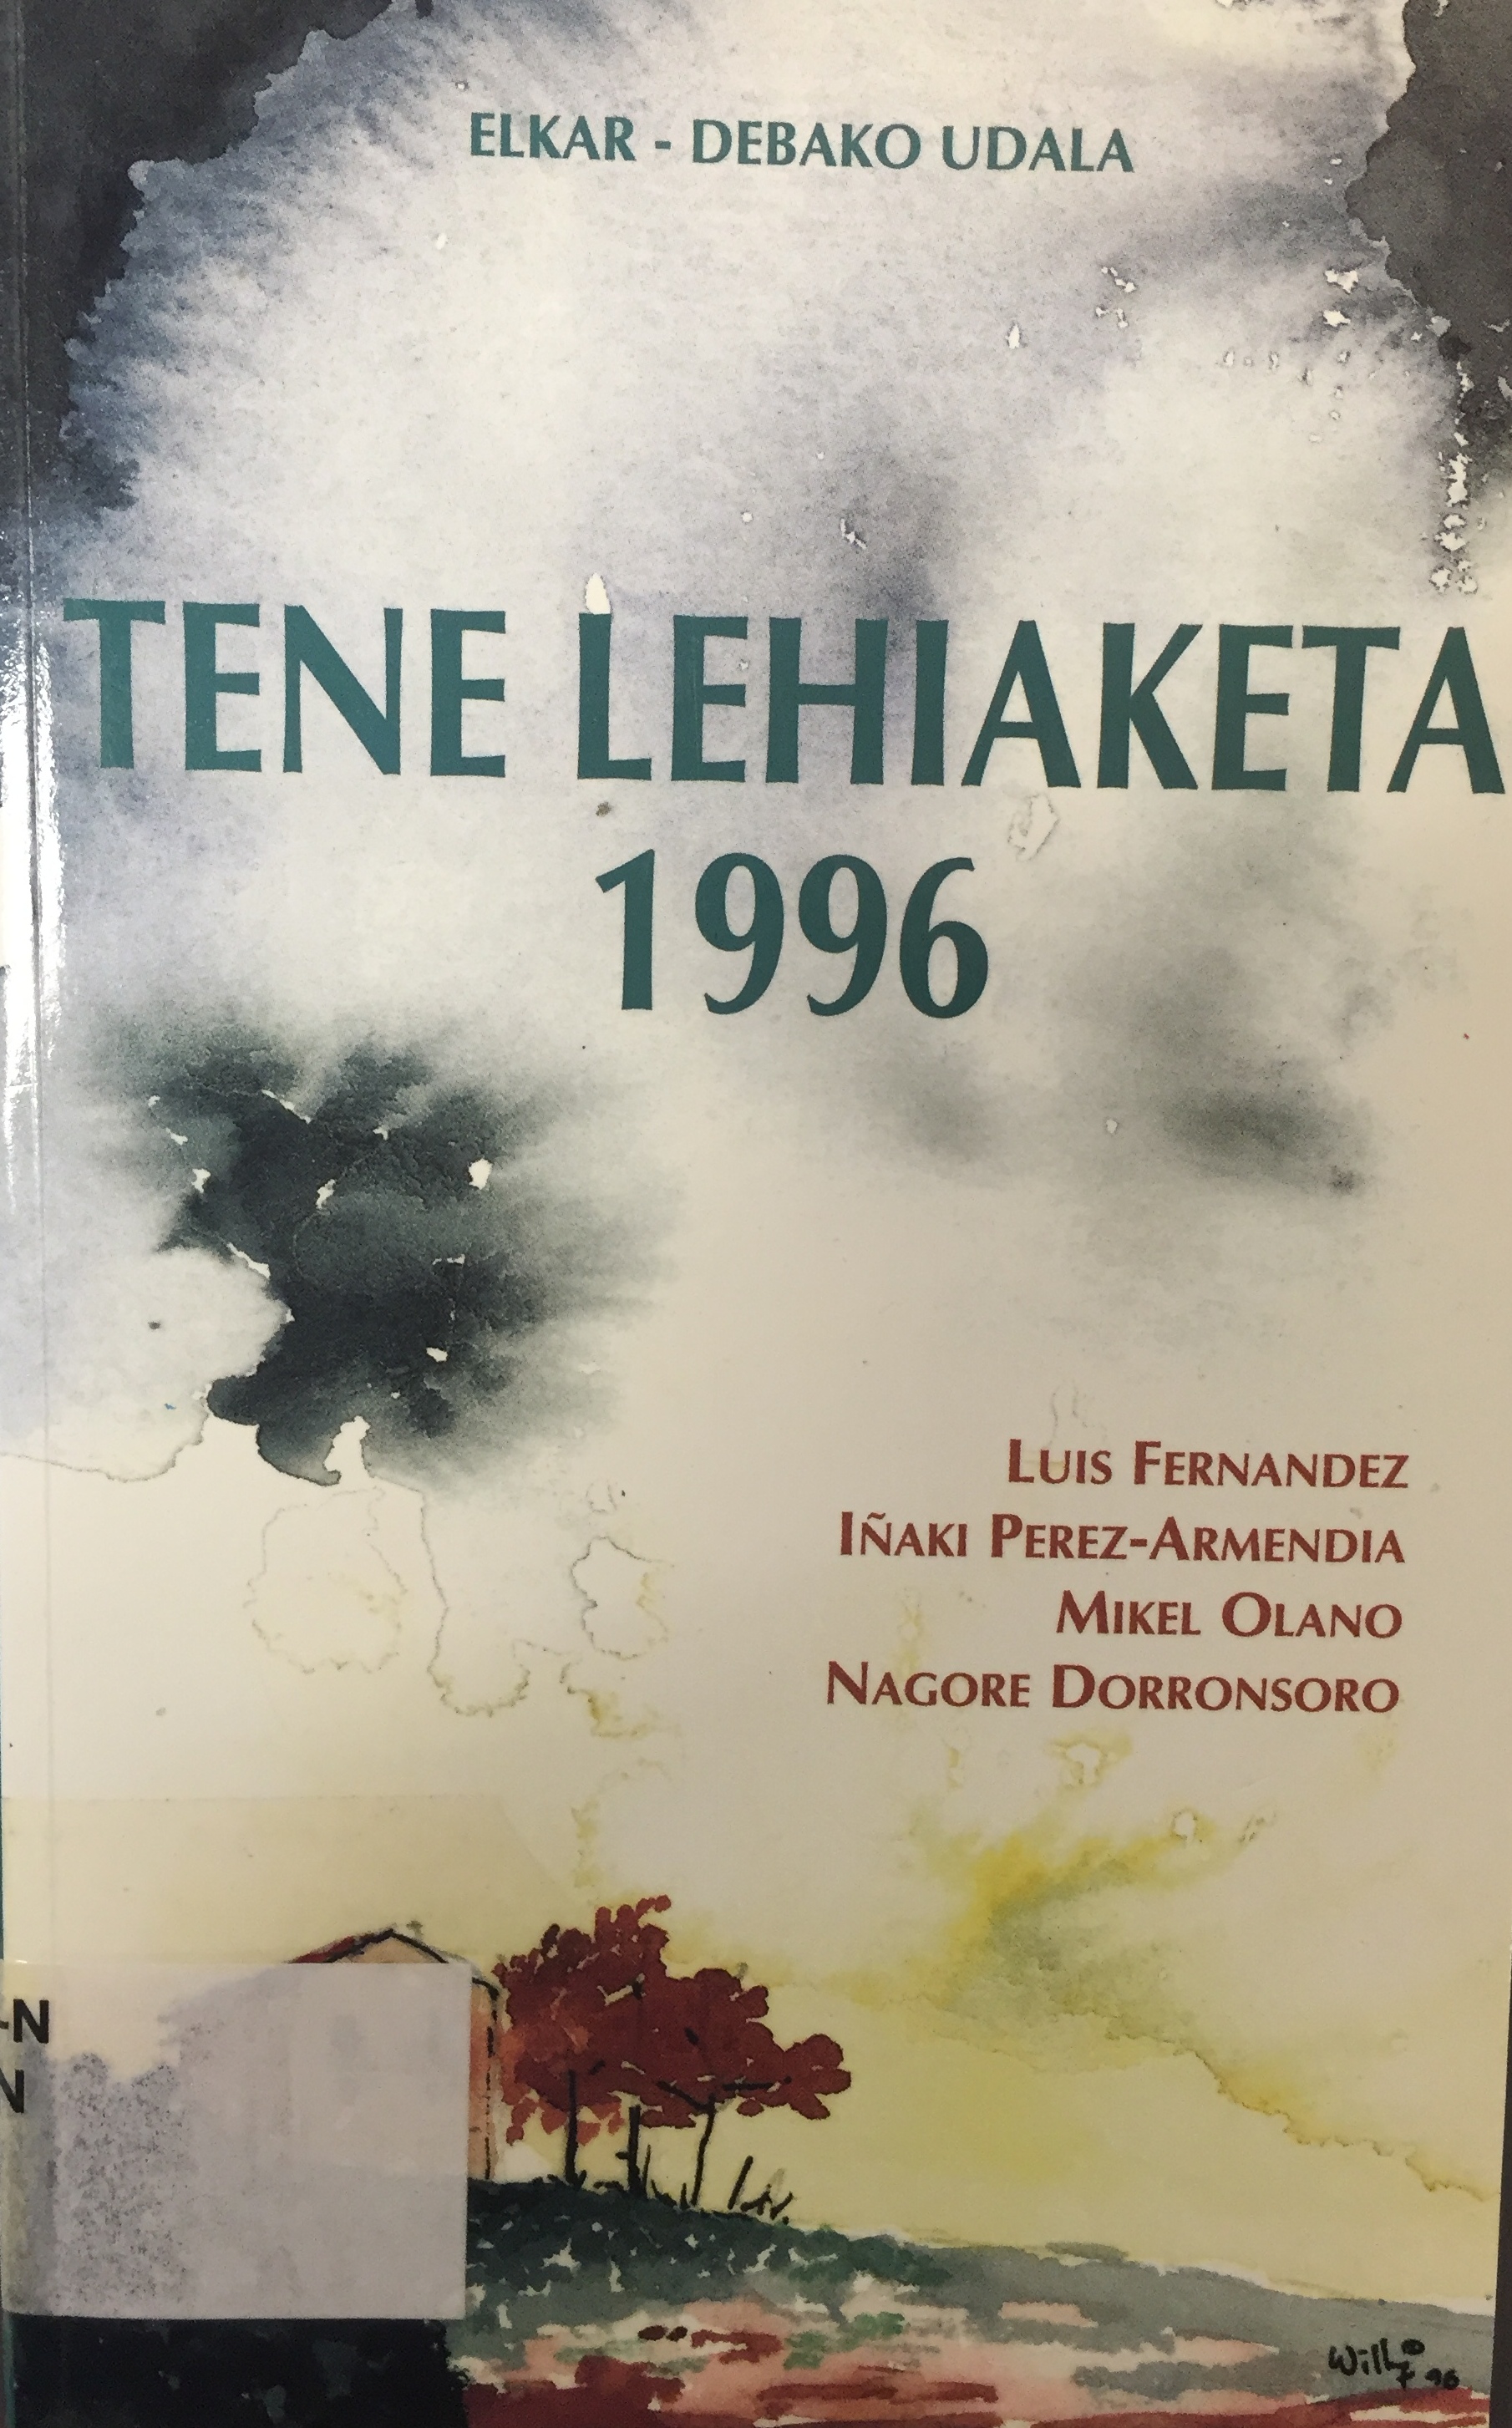 ELKAR - DEBAKO UDALA
TENE LEHIAKETA
1996
LUIS FERNANDEZ
IÑAKI PEREZ-ARMENDIA
MIKEL OLANO
NAGORE DORRONSORO
-N
N